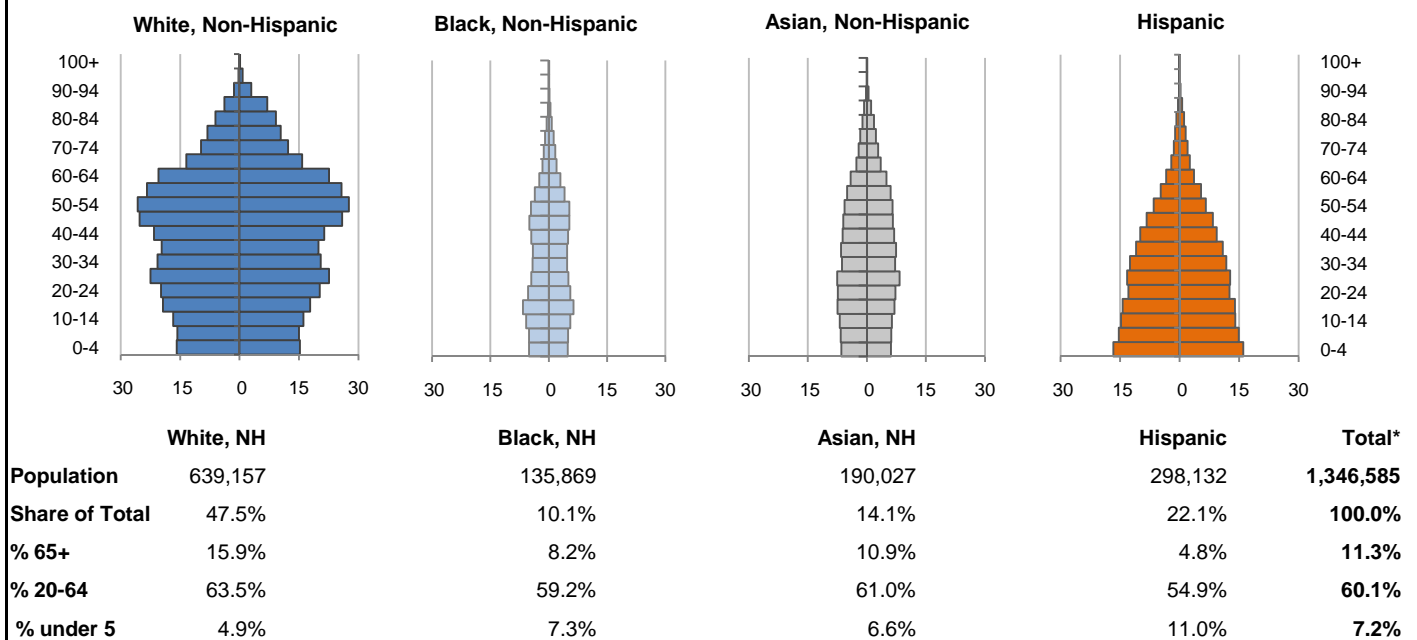 White, Non-Hispanic Black, Non-Hispanic Asian, Non-Hispanic Hispanic
100+ 100+
90-94 90-94
80-84 80-84
70-74 70-74
60-64 60-64
50-54 50-54
40-44 40-44
30-34 30-34
20-24 20-24
10-14 10-14
0-4 0-4
30 15 0 15 30 30 15 0 15 30 30 15 0 15 30 30 15 0 15 30
White, NH Black, NH Asian, NH Hispanic Total*
Population 639,157 135,869 190,027 298,132 1,346,585
Share of Total 47.5% 10.1% 14.1% 22.1% 100.0%
% 65+ 15.9% 8.2% 10.9% 4.8% 11.3%
% 20-64 63.5% 59.2% 61.0% 54.9% 60.1%
% under 5 4.9% 7.3% 6.6% 11.0% 7.2%